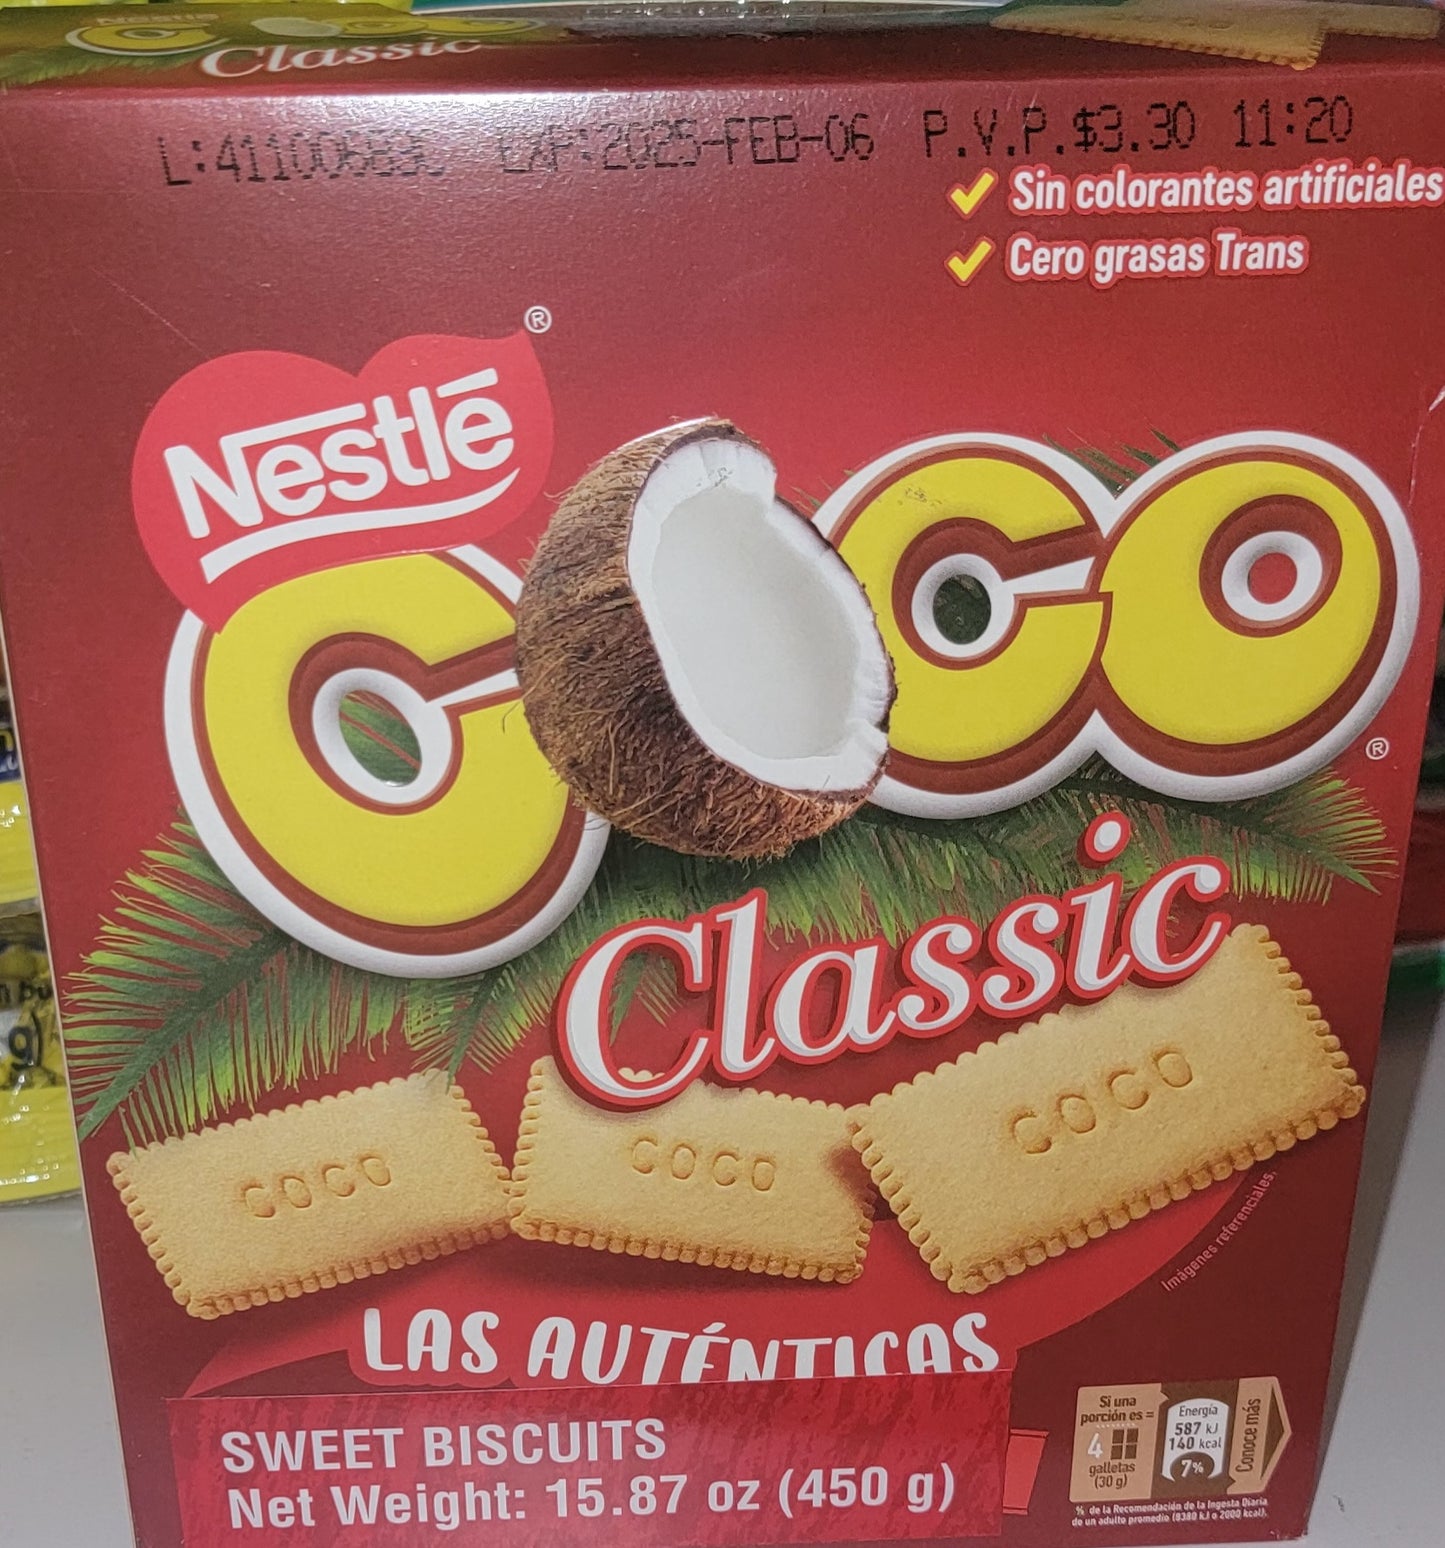 Classic
EXP:2025-FEB-06 P.V.P.$3.30 11:20
Sin colorantes artificiales
Cero grasas Trans
Nestlé
®
COCO
®
Classic
COCO
COCO
COCO
Imágenes referenciales.
LAS AUTÉNTICAS
SWEET BISCUITS
Net Weight: 15.87 oz (450 g)
Si una
porción es =
4
galletas
(30 g)
Energía
587 kJ
140 kcal
7%
Conoce más
% de la Recomendación de la Ingesta Diaria
de un adulto promedio (8380 kJ o 2000 kcal).